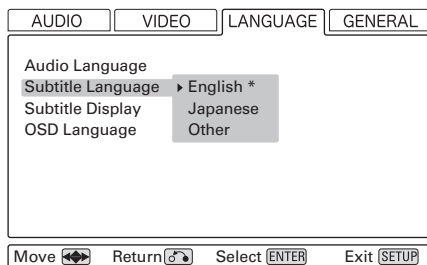 AUDIO VIDEO LANGUAGE GENERAL
Audio Language
Subtitle Language English *
Subtitle Display Japanese
OSD Language Other
Move Return Select ENTER Exit SETUP